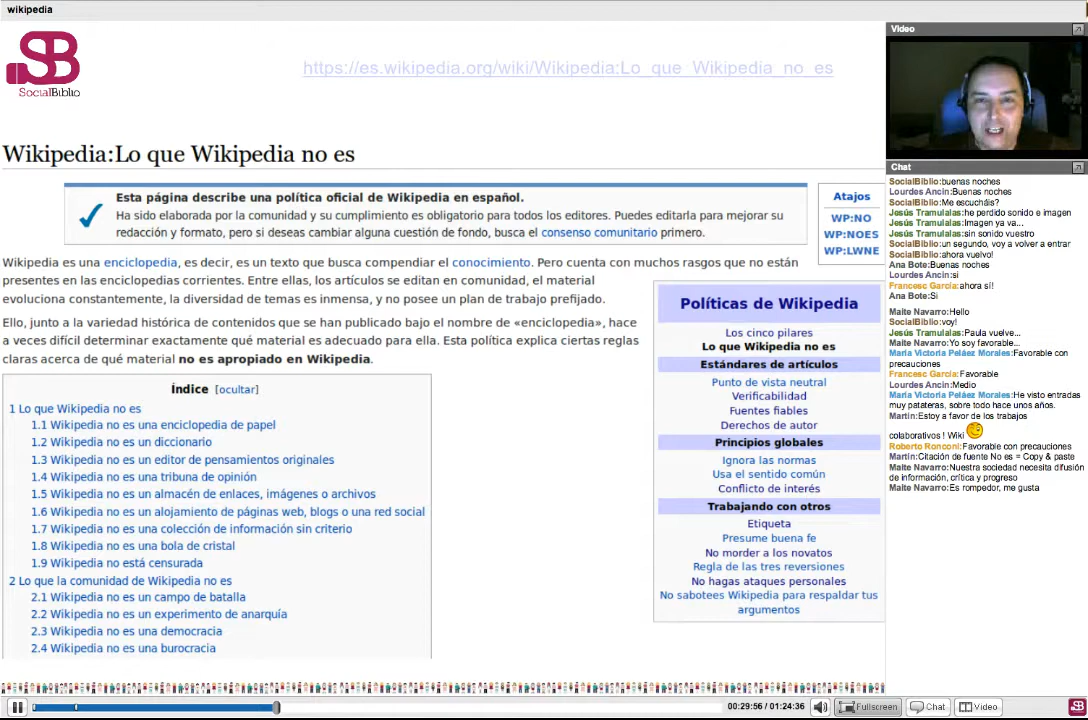 wikipedia
SB
SocialBiblio
https://es.wikipedia.org/wiki/Wikipedia:Lo_que_Wikipedia_no_es
Wikipedia:Lo que Wikipedia no es
Esta página describe una política oficial de Wikipedia en español.
Ha sido elaborada por la comunidad y su cumplimiento es obligatorio para todos los editores. Puedes editarla para mejorar su
redacción y formato, pero si deseas cambiar alguna cuestión de fondo, busca el consenso comunitario primero.
Atajos
WP:NO
WP:NOES
WP:LWNE
Wikipedia es una enciclopedia, es decir, es un texto que busca compendiar el conocimiento. Pero cuenta con muchos rasgos que no están
presentes en las enciclopedias corrientes. Entre ellas, los artículos se editan en comunidad, el material
evoluciona constantemente, la diversidad de temas es inmensa, y no posee un plan de trabajo prefijado.
Ello, junto a la variedad histórica de contenidos que se han publicado bajo el nombre de «enciclopedia», hace
a veces difícil determinar exactamente qué material es adecuado para ella. Esta política explica ciertas reglas
claras acerca de qué material no es apropiado en Wikipedia.
Índice [ocultar]
1 Lo que Wikipedia no es
1.1 Wikipedia no es una enciclopedia de papel
1.2 Wikipedia no es un diccionario
1.3 Wikipedia no es un editor de pensamientos originales
1.4 Wikipedia no es una tribuna de opinión
1.5 Wikipedia no es un almacén de enlaces, imágenes o archivos
1.6 Wikipedia no es un alojamiento de páginas web, blogs o una red social
1.7 Wikipedia no es una colección de información sin criterio
1.8 Wikipedia no es una bola de cristal
1.9 Wikipedia no está censurada
2 Lo que la comunidad de Wikipedia no es
2.1 Wikipedia no es un campo de batalla
2.2 Wikipedia no es un experimento de anarquía
2.3 Wikipedia no es una democracia
2.4 Wikipedia no es una burocracia
Políticas de Wikipedia
Los cinco pilares
Lo que Wikipedia no es
Estándares de artículos
Punto de vista neutral
Verificabilidad
Fuentes fiables
Derechos de autor
Principios globales
Ignora las normas
Usa el sentido común
Conflicto de interés
Trabajando con otros
Etiqueta
Presume buena fe
No morder a los novatos
Regla de las tres reversiones
No hagas ataques personales
No sabotees Wikipedia para respaldar tus
argumentos
Video
Chat
SocialBiblio:buenas noches
Lourdes Ancin:Buenas noches
SocialBiblio:Me escucháis?
Jesús Tramulalas:he perdido sonido e imagen
Jesús Tramulalas:Imagen ya va...
Jesús Tramulalas:sin sonido vuestro
SocialBiblio:un segundo, voy a volver a entrar
SocialBiblio:ahora vuelvo!
Ana Bote:Buenas noches
Lourdes Ancin:si
Francesc García:ahora sí!
Ana Bote:Si
Maite Navarro:Hello
SocialBiblio:voy!
Jesús Tramulalas:Paula vuelve...
Maite Navarro:Yo soy favorable...
María Victoria Peláez Morales:Favorable con
precauciones
Francesc García:Favorable
Lourdes Ancin:Medio
María Victoria Peláez Morales:He visto entradas
muy patateras, sobre todo hace unos años.
Martín:Estoy a favor de los trabajos
colaborativos ! Wiki
Roberto Ronconi:Favorable con precauciones
Martín:Citación de fuente No es = Copy & paste
Maite Navarro:Nuestra sociedad necesita difusión
de información, crítica y progreso
Maite Navarro:Es rompedor, me gusta
00:29:56 / 01:24:36
Fullscreen
Chat
Video
SB